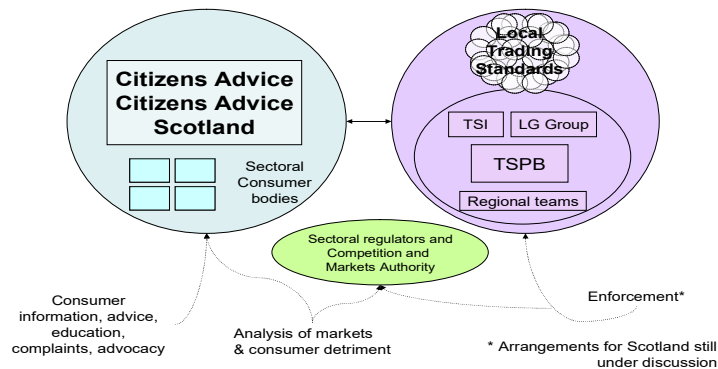 Citizens Advice
Citizens Advice
Scotland
Sectoral
Consumer
bodies
Local
Trading
Standards
TSI
LG Group
TSPB
Regional teams
Sectoral regulators and
Competition and
Markets Authority
Consumer
information, advice,
education,
complaints, advocacy
Analysis of markets
& consumer detriment
Enforcement*
* Arrangements for Scotland still
under discussion